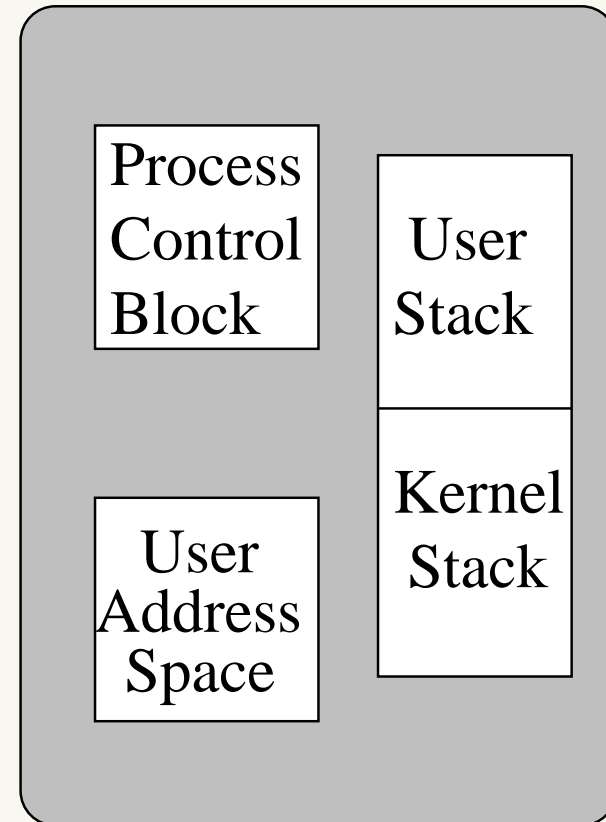 Process
Control
Block
User
Stack
Kernel
Stack
User
Address
Space